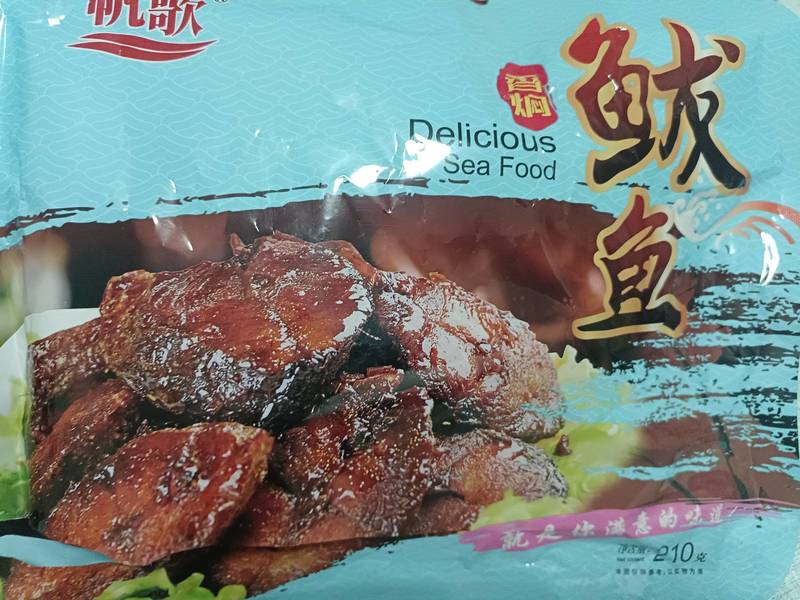 帆歌
香焖
鲅鱼
Delicious
Sea Food
就是你满意的味道
净含量
210克